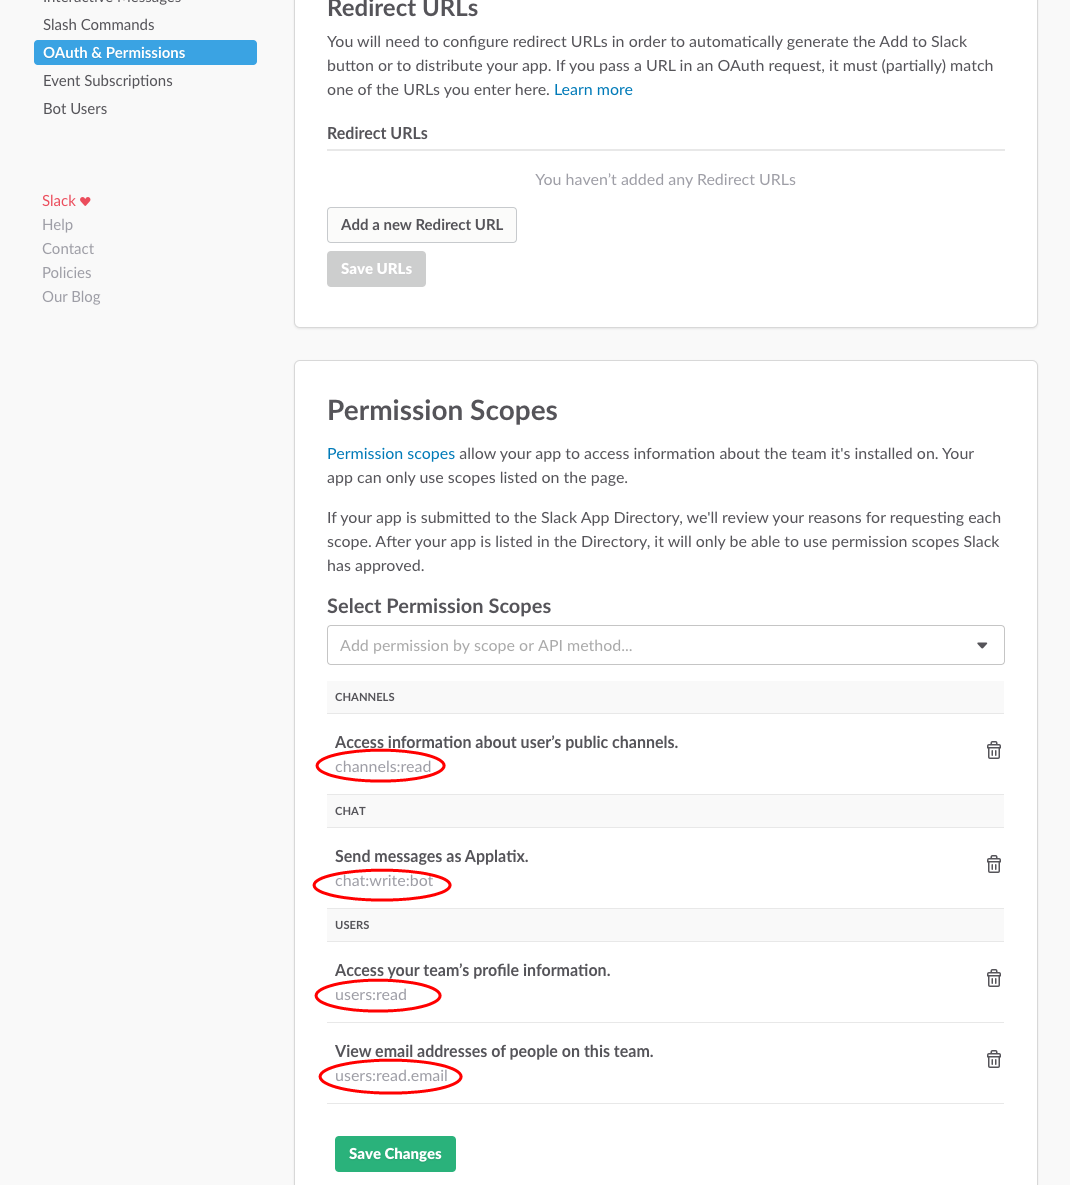 Interactive Messages
Slash Commands
OAuth & Permissions
Event Subscriptions
Bot Users
Slack ♥
Help
Contact
Policies
Our Blog
Redirect URLs
You will need to configure redirect URLs in order to automatically generate the Add to Slack
button or to distribute your app. If you pass a URL in an OAuth request, it must (partially) match
one of the URLs you enter here. Learn more
Redirect URLs
You haven't added any Redirect URLs
Add a new Redirect URL
Save URLs
Permission Scopes
Permission scopes allow your app to access information about the team it's installed on. Your
app can only use scopes listed on the page.
If your app is submitted to the Slack App Directory, we'll review your reasons for requesting each
scope. After your app is listed in the Directory, it will only be able to use permission scopes Slack
has approved.
Select Permission Scopes
Add permission by scope or API method...
CHANNELS
Access information about user's public channels.
channels:read
CHAT
Send messages as Applatix.
chat:write:bot
USERS
Access your team's profile information.
users:read
View email addresses of people on this team.
users:read.email
Save Changes